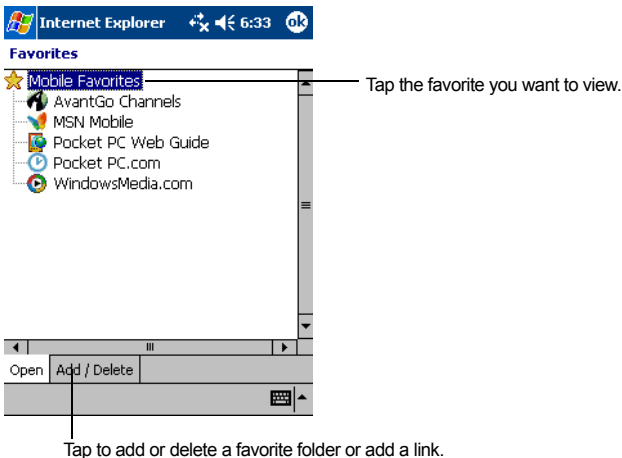 Internet Explorer 6:33 ok
Favorites
Mobile Favorites
Tap the favorite you want to view.
AvantGo Channels
MSN Mobile
Pocket PC Web Guide
Pocket PC.com
WindowsMedia.com
Open Add / Delete
Tap to add or delete a favorite folder or add a link.